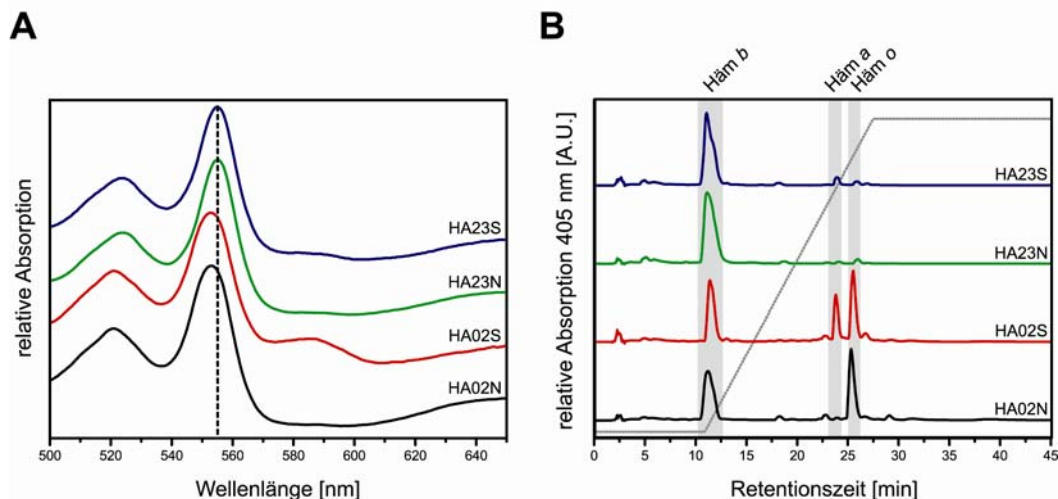 A
relative Absorption
HA23S
HA23N
HA02S
HA02N
500 520 540 560 580 600 620 640
Wellenlänge [nm]
B
Häm b
Häm a
Häm o
relative Absorption 405 nm [A.U.]
HA23S
HA23N
HA02S
HA02N
0 5 10 15 20 25 30 35 40 45
Retentionszeit [min]